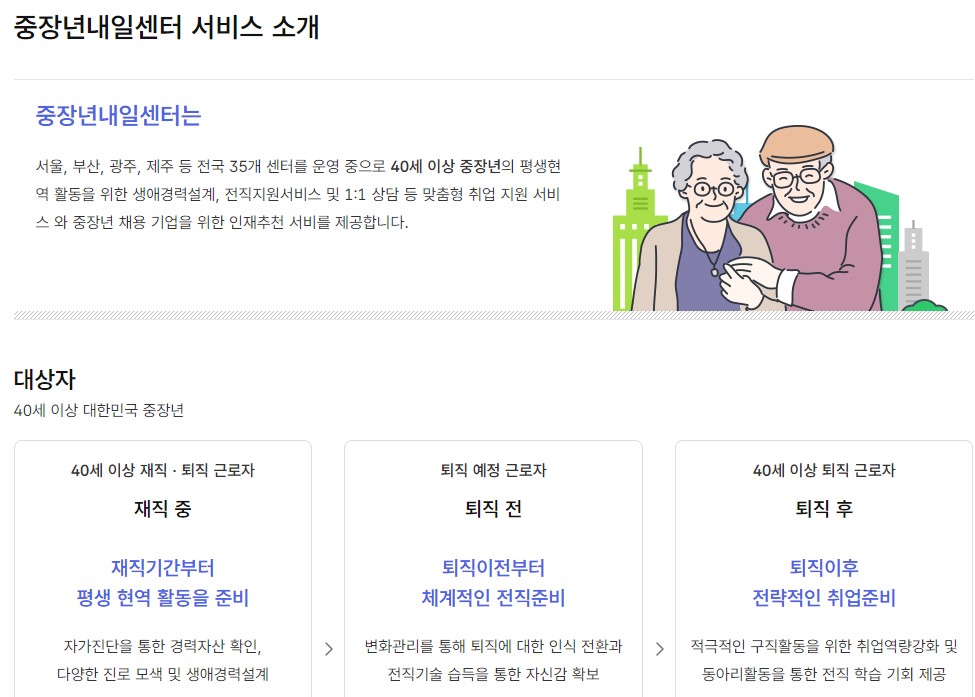 중장년내일센터 서비스 소개
중장년내일센터는
서울, 부산, 광주, 제주 등 전국 35개 센터를 운영 중으로 40세 이상 중장년의 평생현
역 활동을 위한 생애경력설계, 전직지원서비스 및 1:1 상담 등 맞춤형 취업 지원 서비
스 와 중장년 채용 기업을 위한 인재추천 서비를 제공합니다.
대상자
40세 이상 대한민국 중장년
40세 이상 재직 · 퇴직 근로자
재직 중
재직기간부터
평생 현역 활동을 준비
자가진단을 통한 경력자산 확인,
다양한 진로 모색 및 생애경력설계
퇴직 예정 근로자
퇴직 전
퇴직이전부터
체계적인 전직준비
변화관리를 통해 퇴직에 대한 인식 전환과
전직기술 습득을 통한 자신감 확보
40세 이상 퇴직 근로자
퇴직 후
퇴직이후
전략적인 취업준비
적극적인 구직활동을 위한 취업역량강화 및
동아리활동을 통한 전직 학습 기회 제공